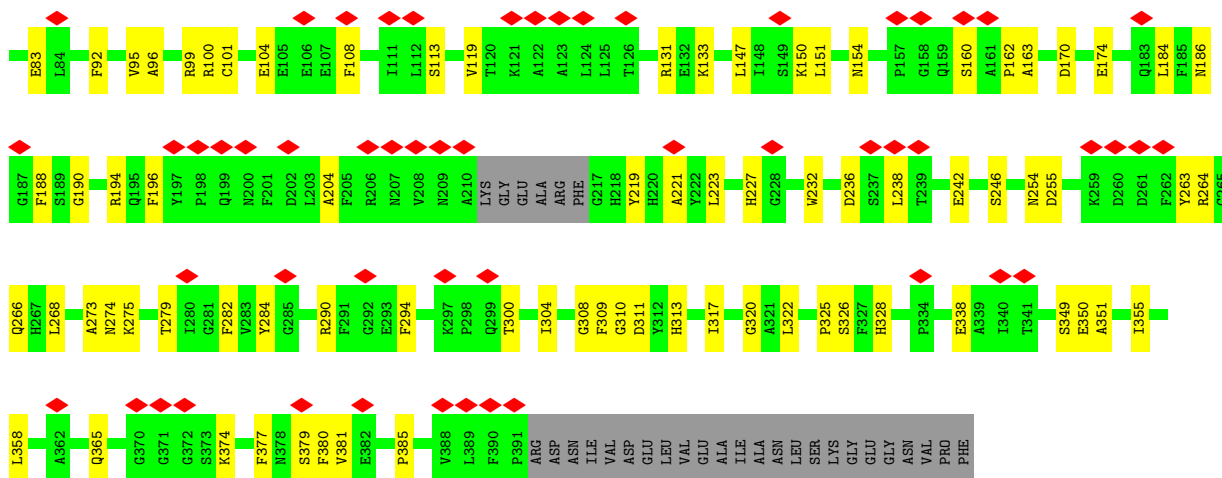 E83 L84 F92 V95 A96 R99 R100 C101 E104 E105 E106 E107 F108 I111 L112 S113 V119 T120 K121 A122 A123 L124 L125 T126 R131 E132 K133 L147 I148 S149 K150 L151 N154 P157 G158 Q159 S160 A161 P162 A163 D170 E174 Q183 L184 F185 N186
G187 F188 S189 G190 R194 Q195 F196 Y197 P198 Q199 N200 F201 D202 L203 A204 F205 R206 N207 V208 N209 A210 LYS GLY GLU ALA ARG PHE G217 H218 Y219 H220 A221 Y222 L223 H227 G228 W232 D236 S237 L238 T239 E242 S246 N254 D255 K259 D260 D261 F262 Y263 R264 G265
Q266 H267 L268 A273 N274 K275 T279 I280 G281 F282 V283 Y284 G285 R290 F291 G292 E293 F294 K297 P298 Q299 T300 I304 G308 F309 G310 D311 Y312 H313 I317 G320 A321 L322 P325 S326 F327 H328 P334 E338 A339 I340 T341 S349 E350 A351 I355
L358 A362 Q365 G370 G371 G372 S373 K374 F377 N378 S379 F380 V381 E382 P385 V388 L389 F390 P391 ARG ASP ASN ILE VAL ASP GLU LEU VAL GLU ALA ILE ALA ASN LEU SER LYS GLY GLU GLY ASN VAL PRO PHE